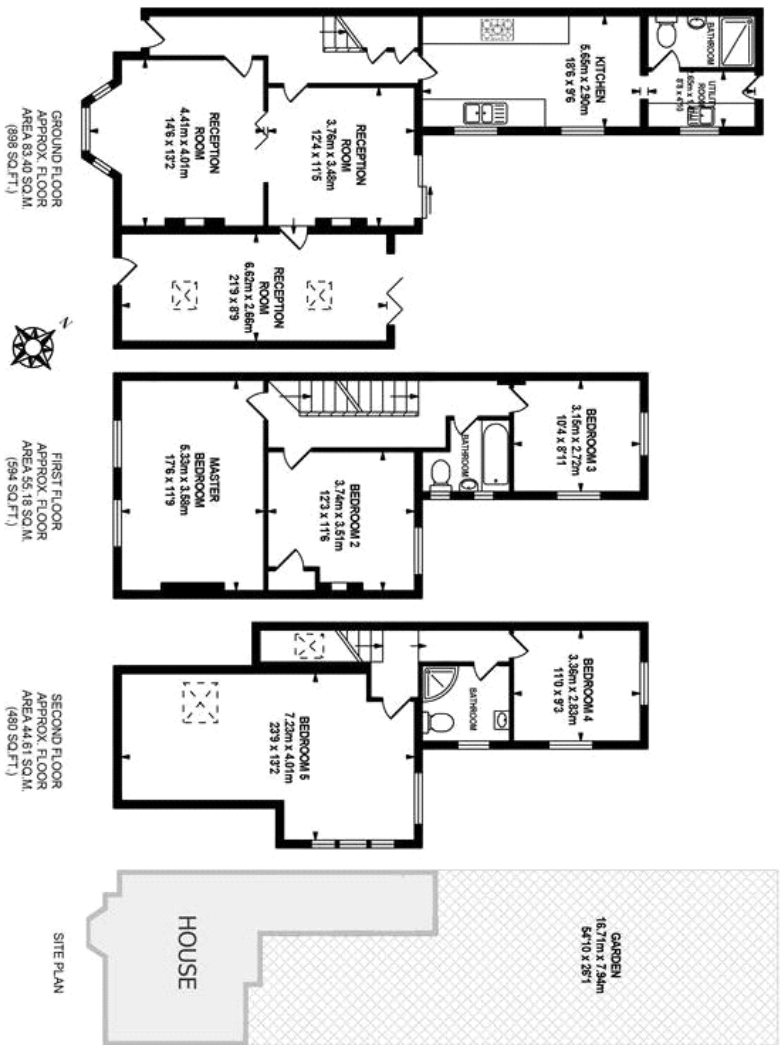 BATHROOM
UTILITY
ROOM
8'8 x 4'10
KITCHEN
5.65m x 2.90m
18'6 x 9'6
RECEPTION
ROOM
3.76m x 3.48m
12'4 x 11'5
RECEPTION
ROOM
4.41m x 4.01m
14'6 x 13'2
RECEPTION
ROOM
6.62m x 2.66m
21'9 x 8'9
GROUND FLOOR
APPROX. FLOOR
AREA 83.40 SQ.M.
(898 SQ.FT.)
N
BEDROOM 3
3.15m x 2.72m
10'4 x 8'11
BATHROOM
BEDROOM 2
3.74m x 3.51m
12'3 x 11'6
MASTER
BEDROOM
5.33m x 3.58m
17'6 x 11'9
FIRST FLOOR
APPROX. FLOOR
AREA 55.18 SQ.M.
(594 SQ.FT.)
BEDROOM 4
3.36m x 2.83m
11'0 x 9'3
BATHROOM
BEDROOM 5
7.23m x 4.01m
23'9 x 13'2
SECOND FLOOR
APPROX. FLOOR
AREA 44.61 SQ.M.
(480 SQ.FT.)
GARDEN
16.71m x 7.94m
54'10 x 26'1
HOUSE
SITE PLAN